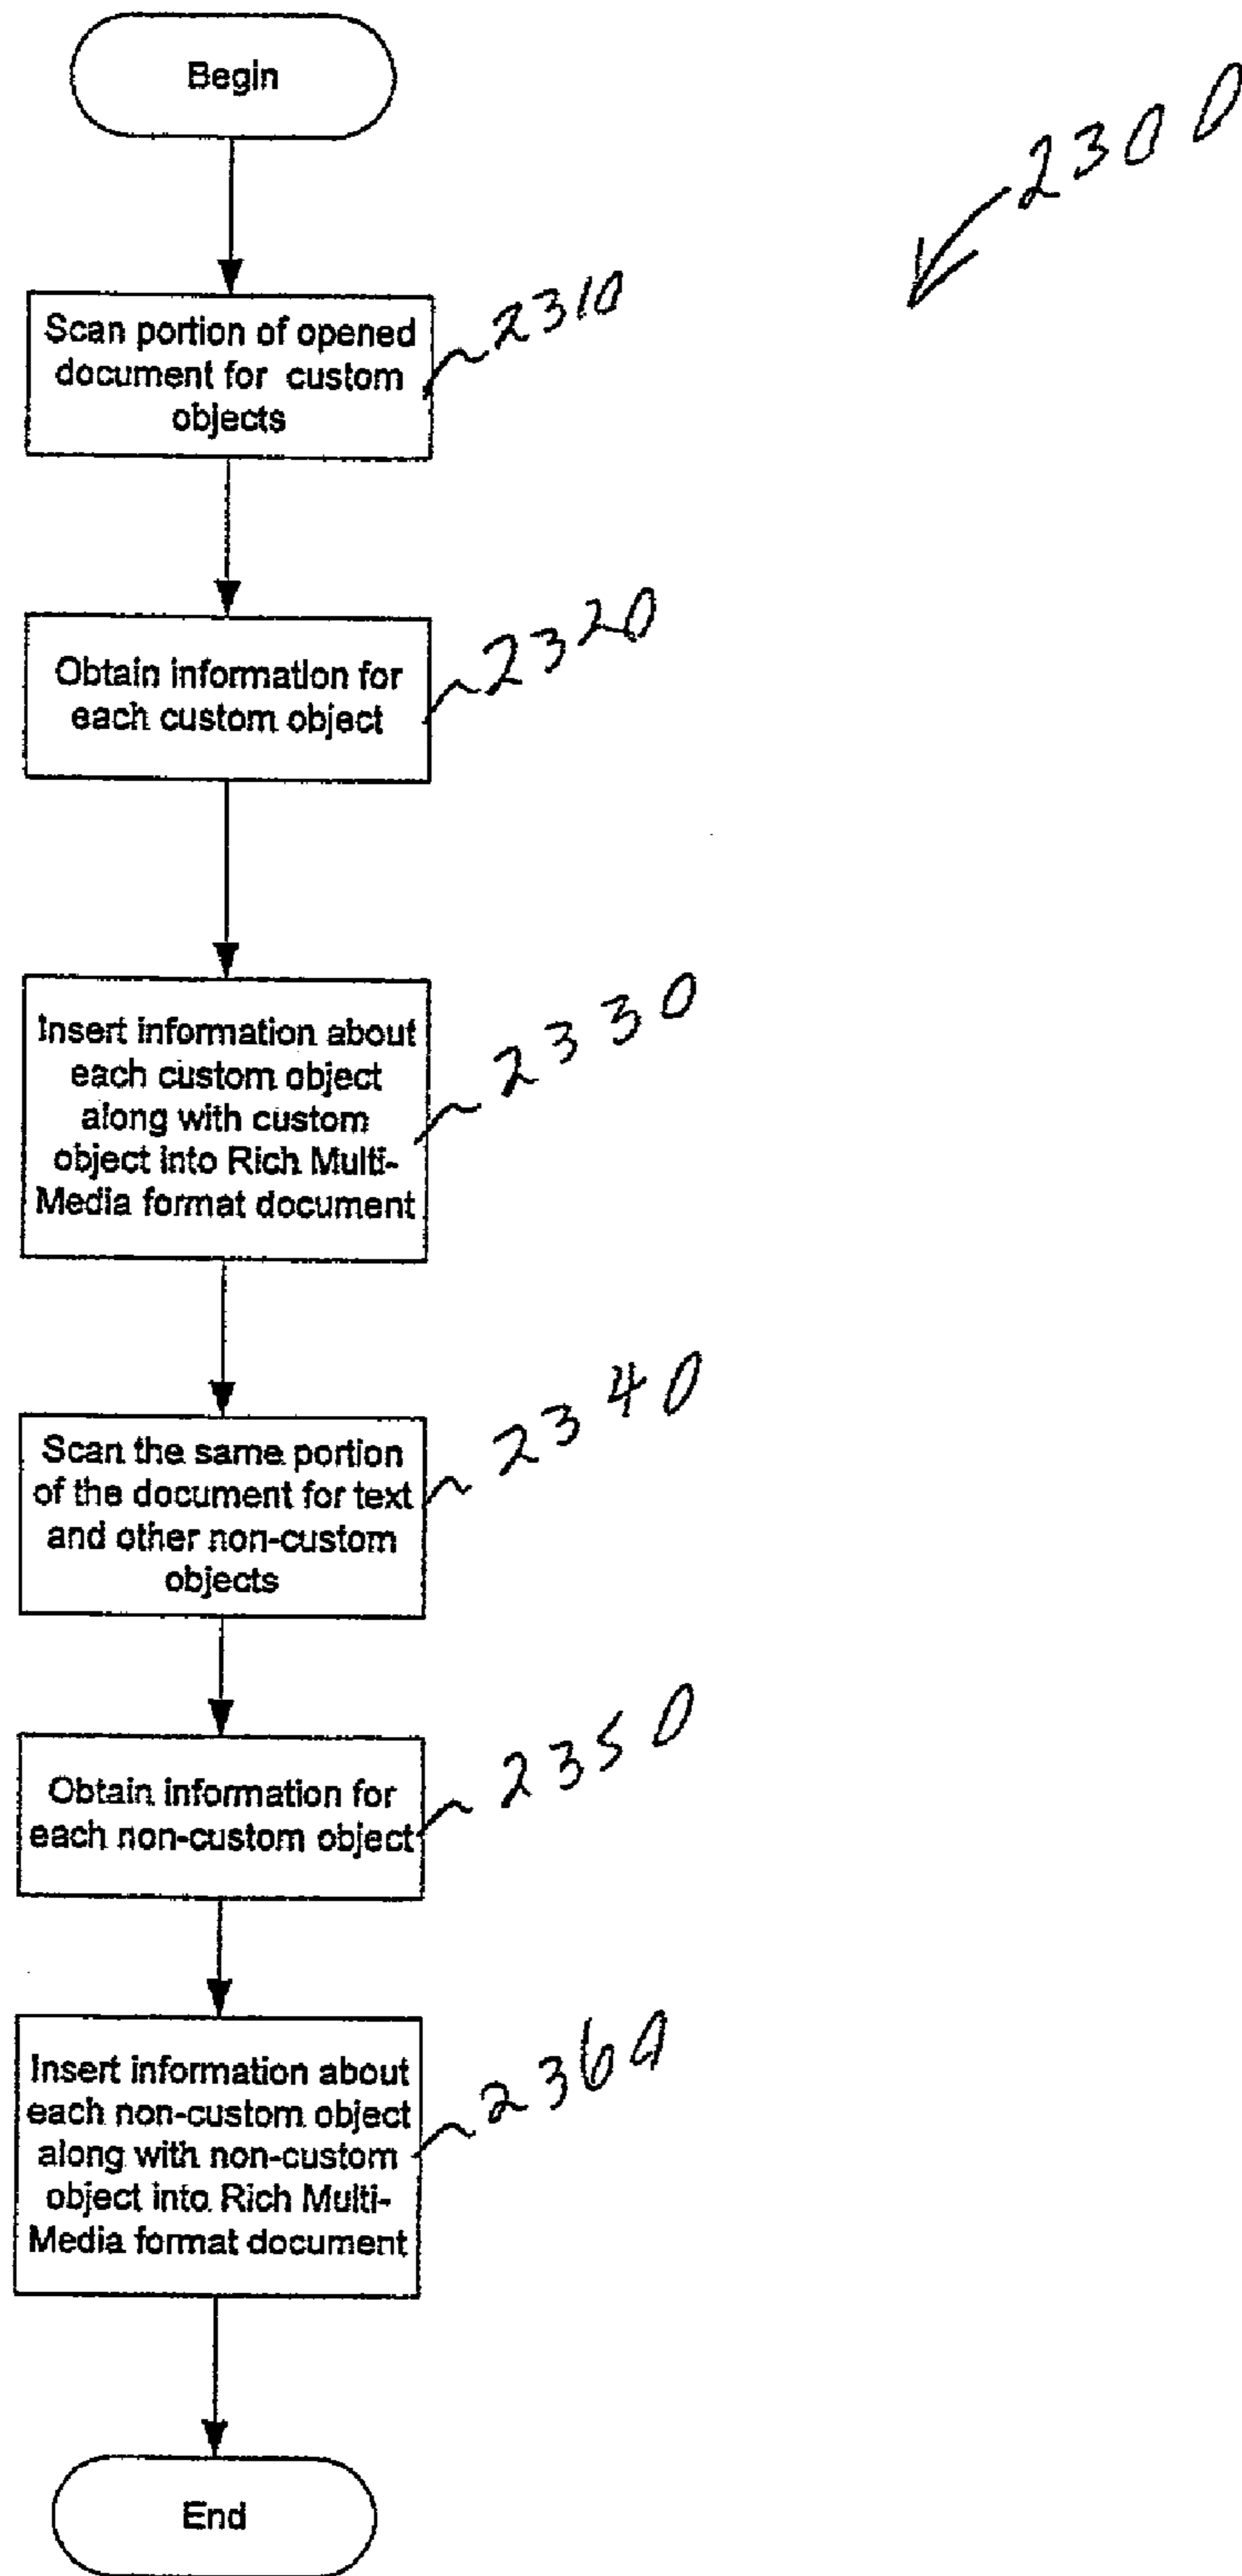 Begin
2300
Scan portion of opened
document for custom
objects
2310
Obtain information for
each custom object
2320
Insert information about
each custom object
along with custom
object into Rich Multi-
Media format document
2330
Scan the same portion
of the document for text
and other non-custom
objects
2340
Obtain information for
each non-custom object
2350
Insert information about
each non-custom object
along with non-custom
object into Rich Multi-
Media format document
2360
End